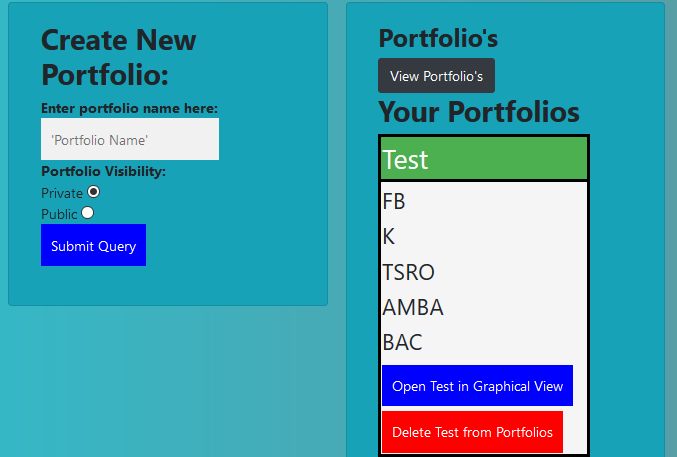 Create New
Portfolio:
Enter portfolio name here:
'Portfolio Name'
Portfolio Visibility:
Private
Public
Submit Query
Portfolio's
View Portfolio's
Your Portfolios
Test
FB
K
TSRO
AMBA
BAC
Open Test in Graphical View
Delete Test from Portfolios